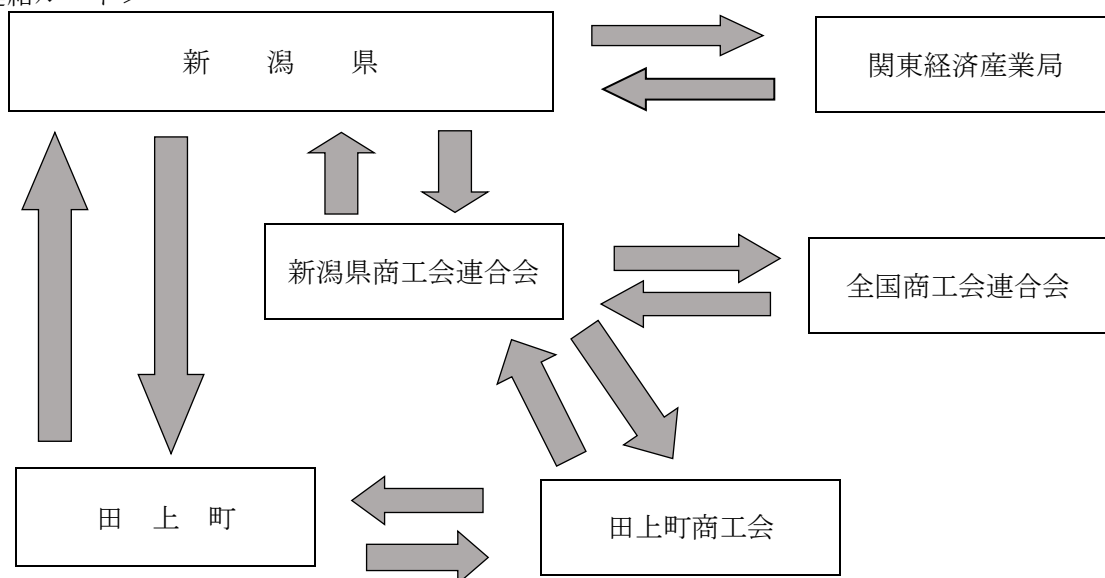 新　潟　県
関東経済産業局
新潟県商工会連合会
全国商工会連合会
田　上　町
田上町商工会